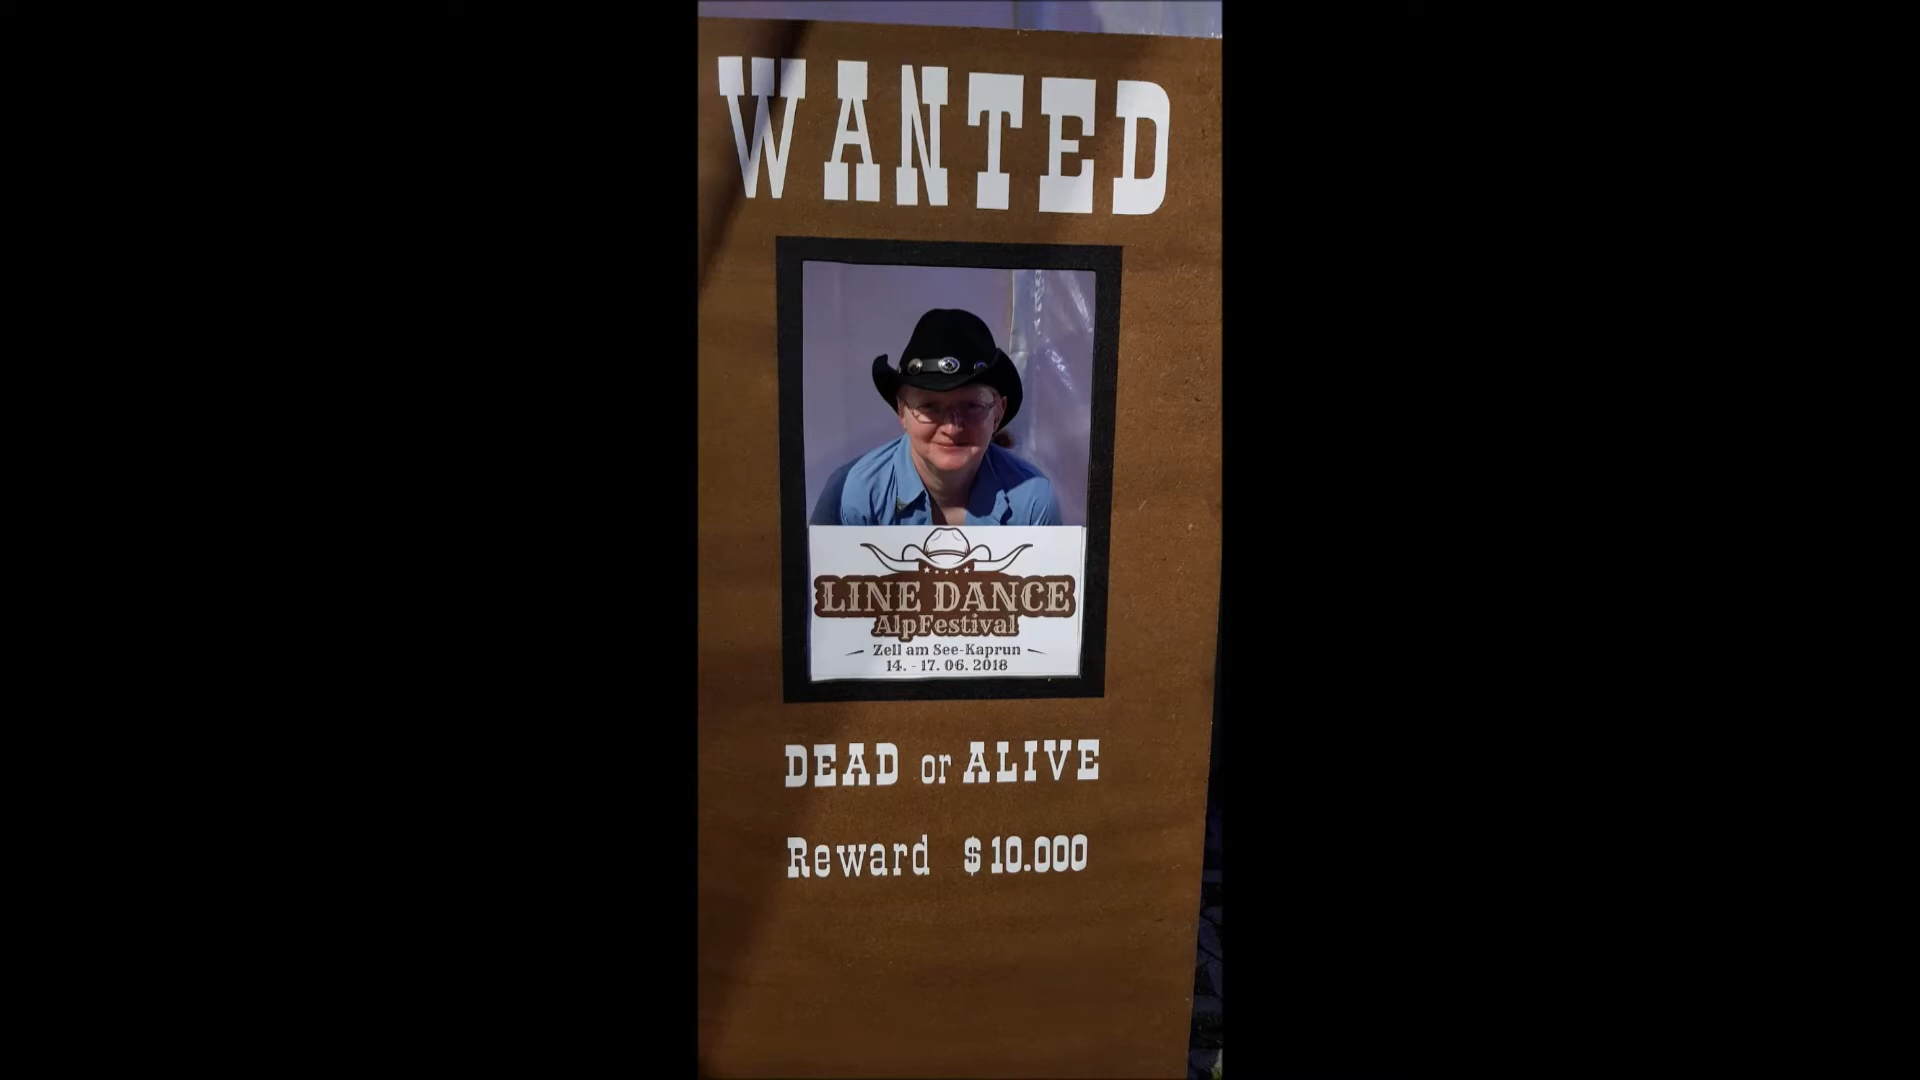 WANTED
LINE DANCE
AlpFestival
Zell am See-Kaprun
14. - 17. 06. 2018
DEAD or ALIVE
Reward $10.000